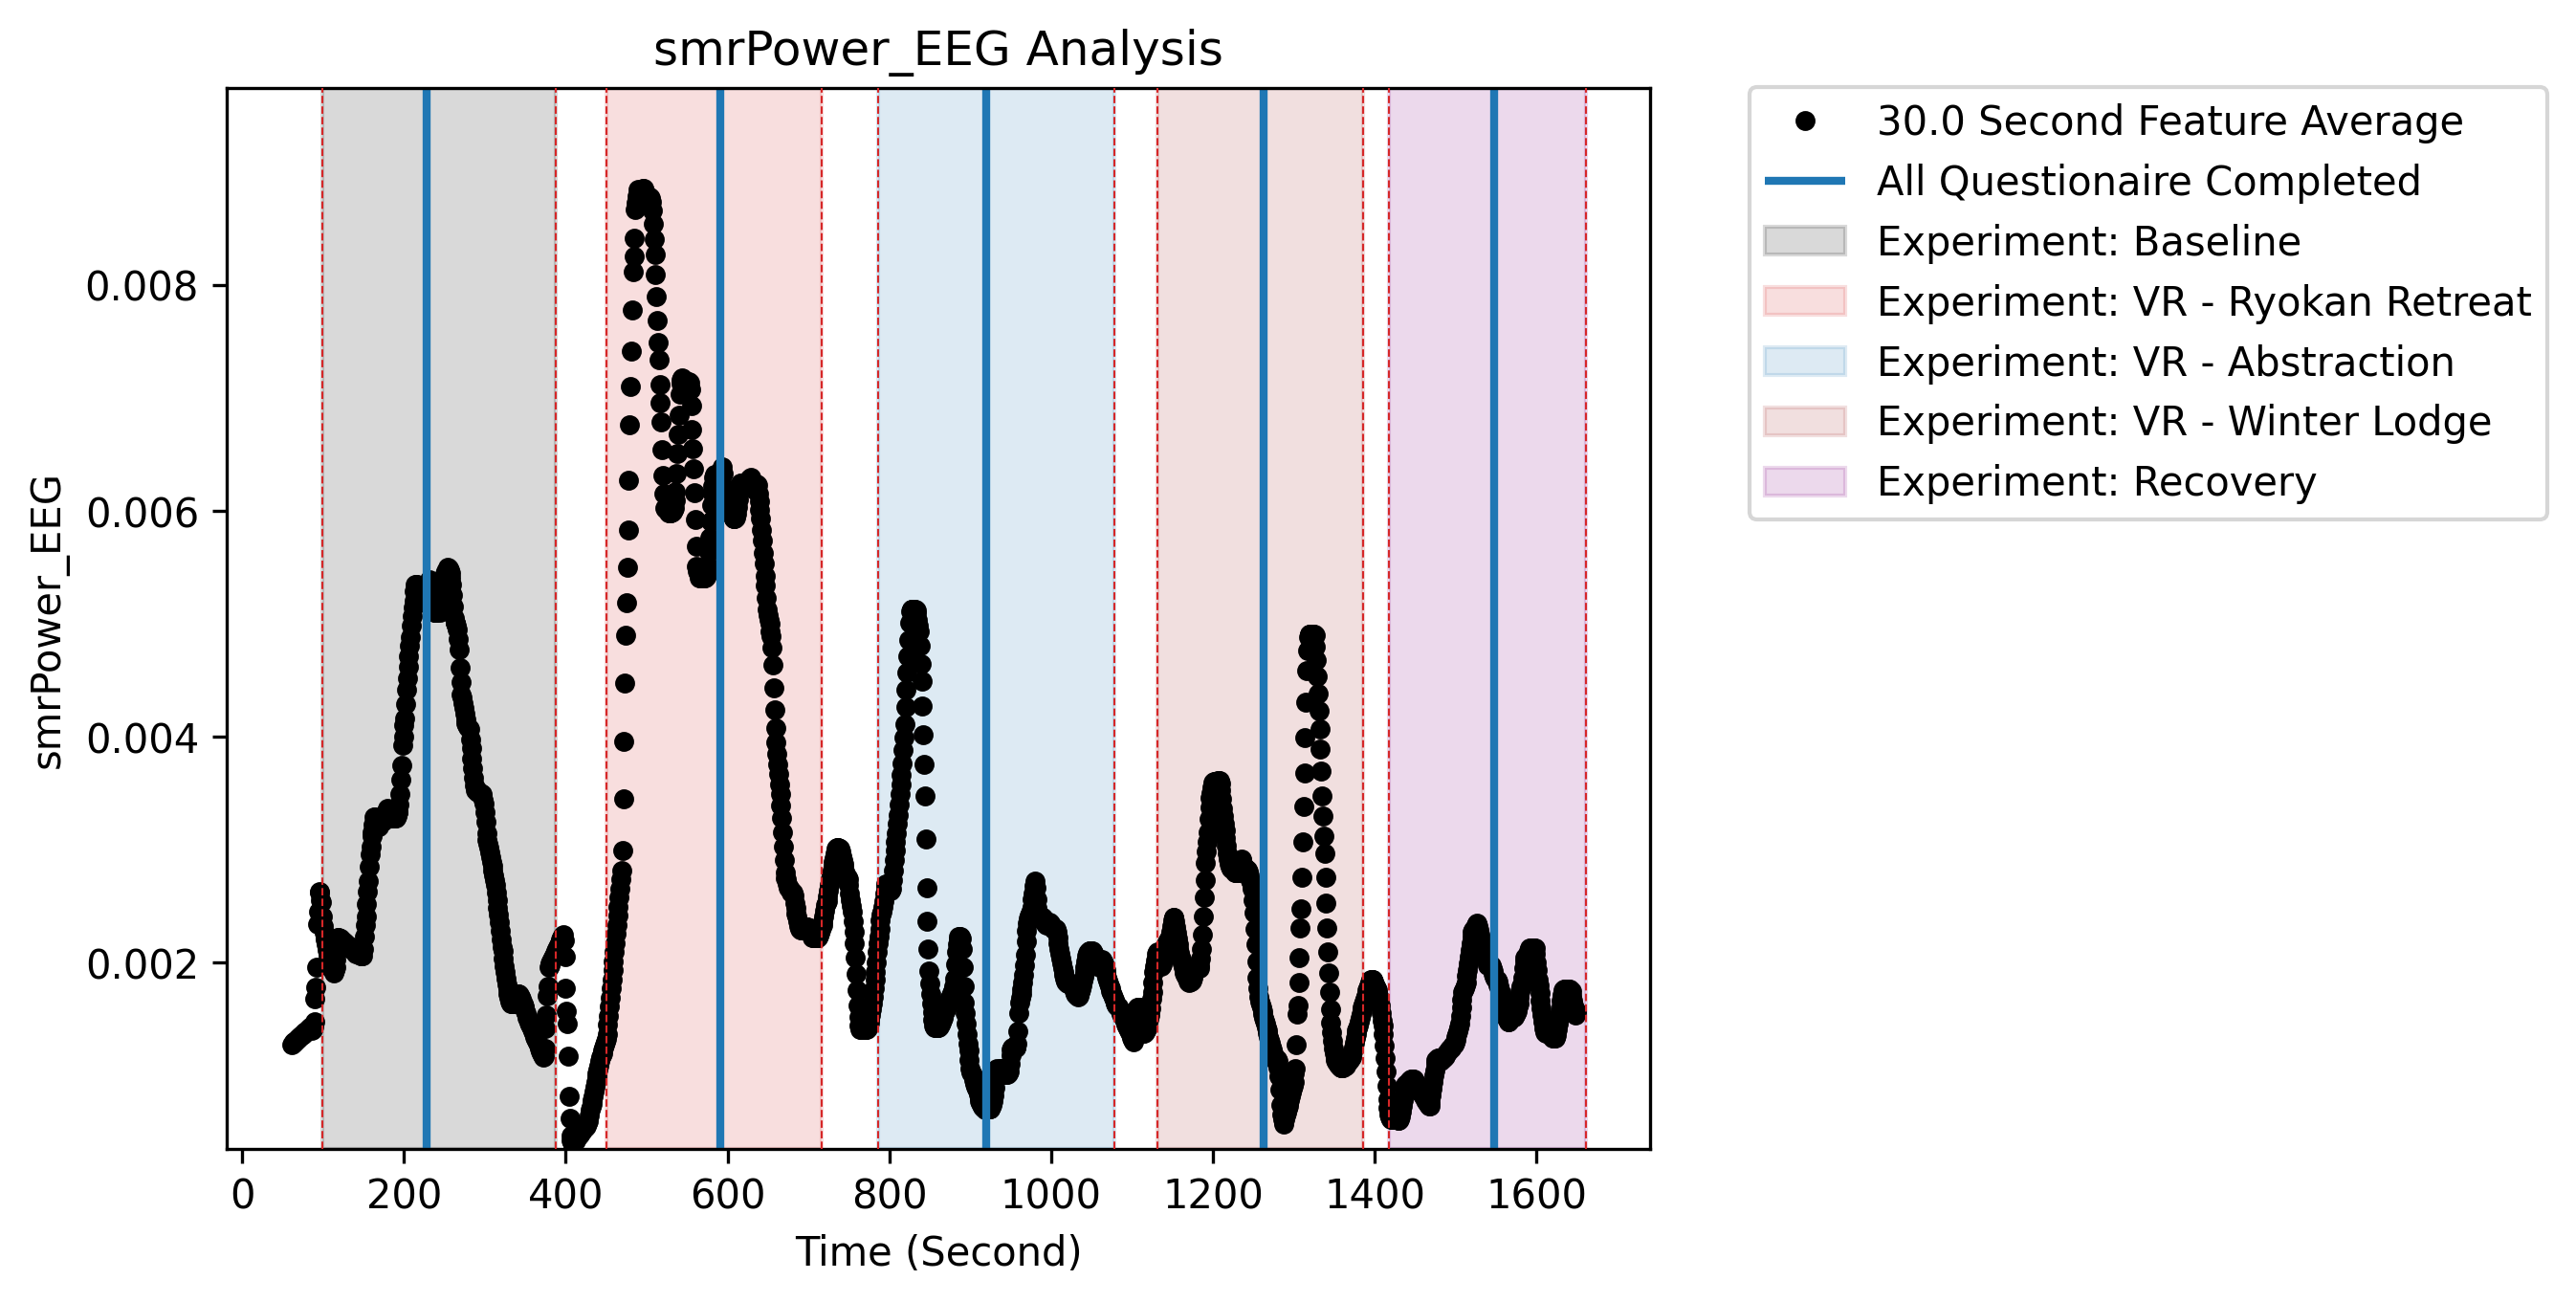 smrPower_EEG Analysis
30.0 Second Feature Average
All Questionaire Completed
Experiment: Baseline
Experiment: VR - Ryokan Retreat
Experiment: VR - Abstraction
Experiment: VR - Winter Lodge
Experiment: Recovery
smrPower_EEG
0.008
0.006
0.004
0.002
0 200 400 600 800 1000 1200 1400 1600
Time (Second)